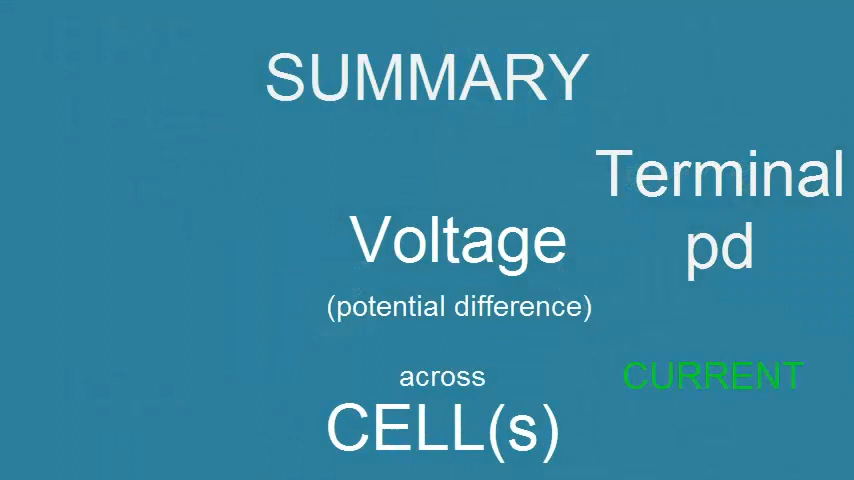 SUMMARY
Terminal
pd
Voltage
(potential difference)
across
CELL(s)
CURRENT